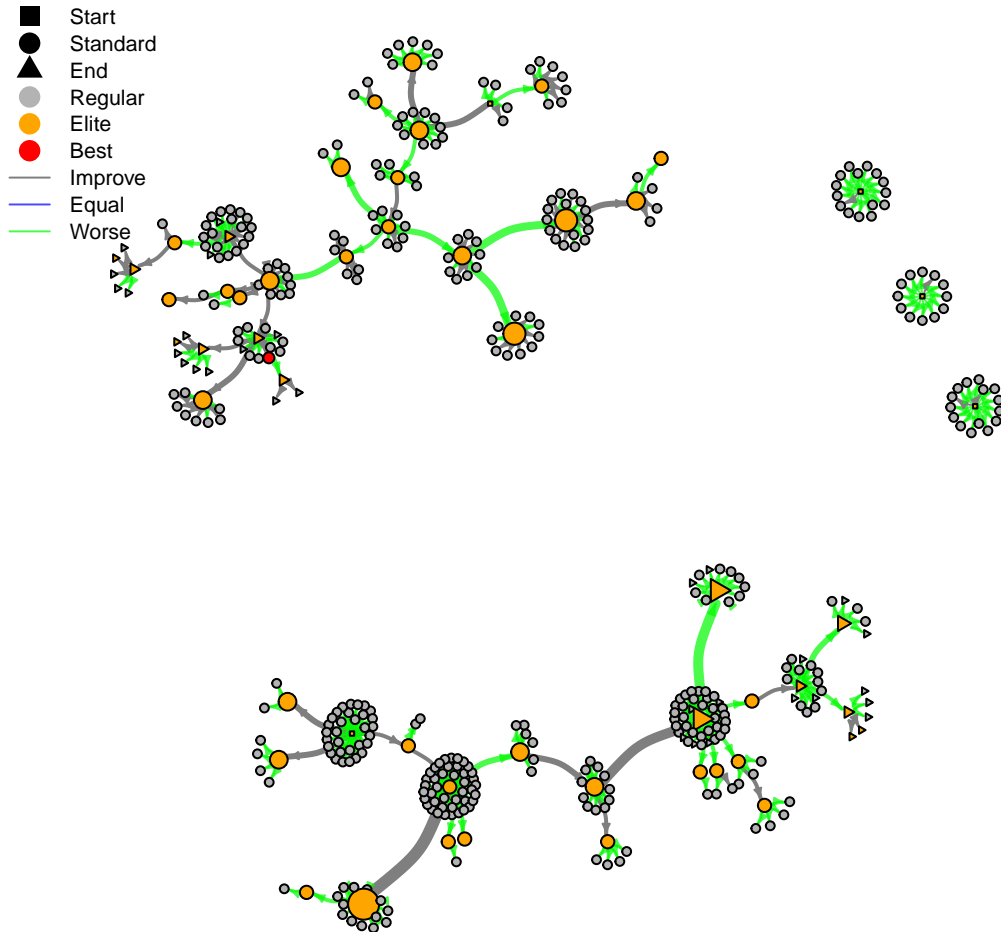 Start
Standard
End
Regular
Elite
Best
Improve
Equal
Worse